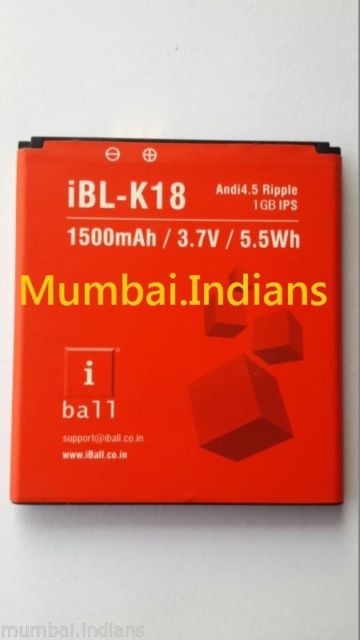 iBL-K18
Andi4.5 Ripple
1GB IPS
1500mAh / 3.7V / 5.5Wh
Mumbai.Indians
i
ball
support@iball.co.in
www.iBall.co.in
mumbai.indians